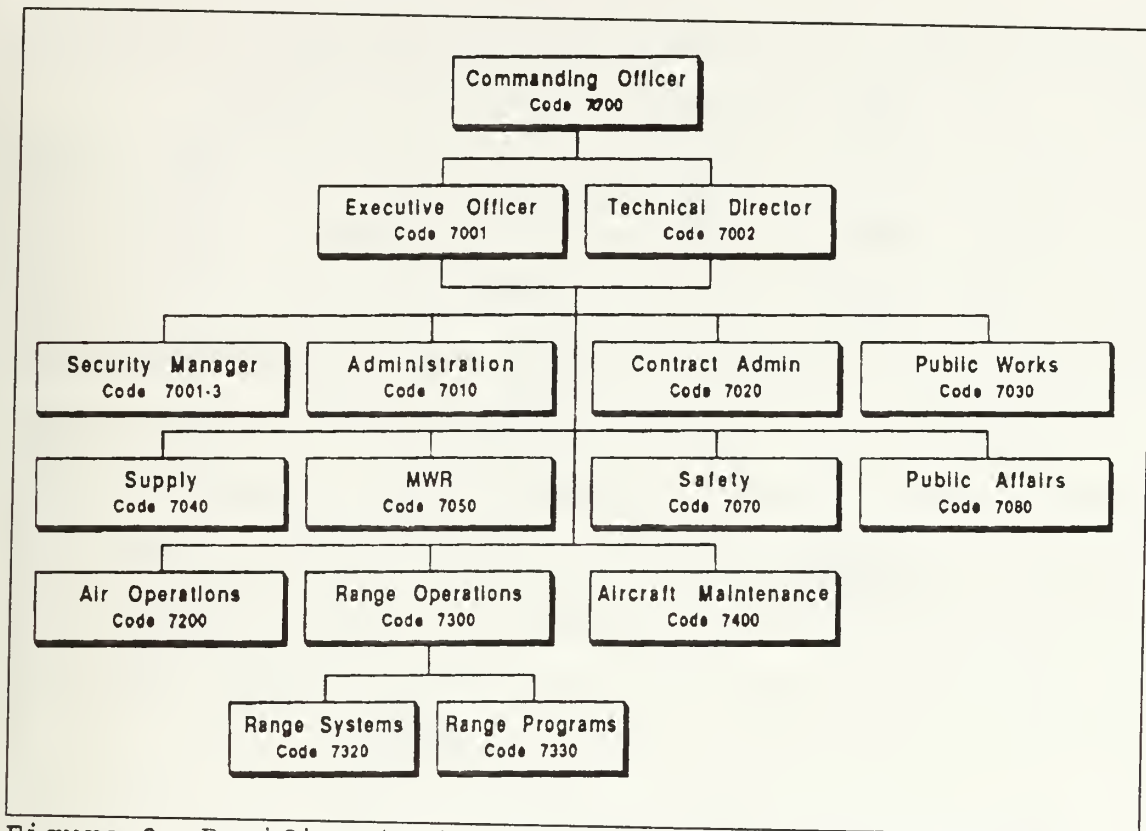 Commanding Officer
Code 7000
Executive Officer
Code 7001
Technical Director
Code 7002
Security Manager
Code 7001-3
Administration
Code 7010
Contract Admin
Code 7020
Public Works
Code 7030
Supply
Code 7040
MWR
Code 7050
Safety
Code 7070
Public Affairs
Code 7080
Air Operations
Code 7200
Range Operations
Code 7300
Aircraft Maintenance
Code 7400
Range Systems
Code 7320
Range Programs
Code 7330
Figure